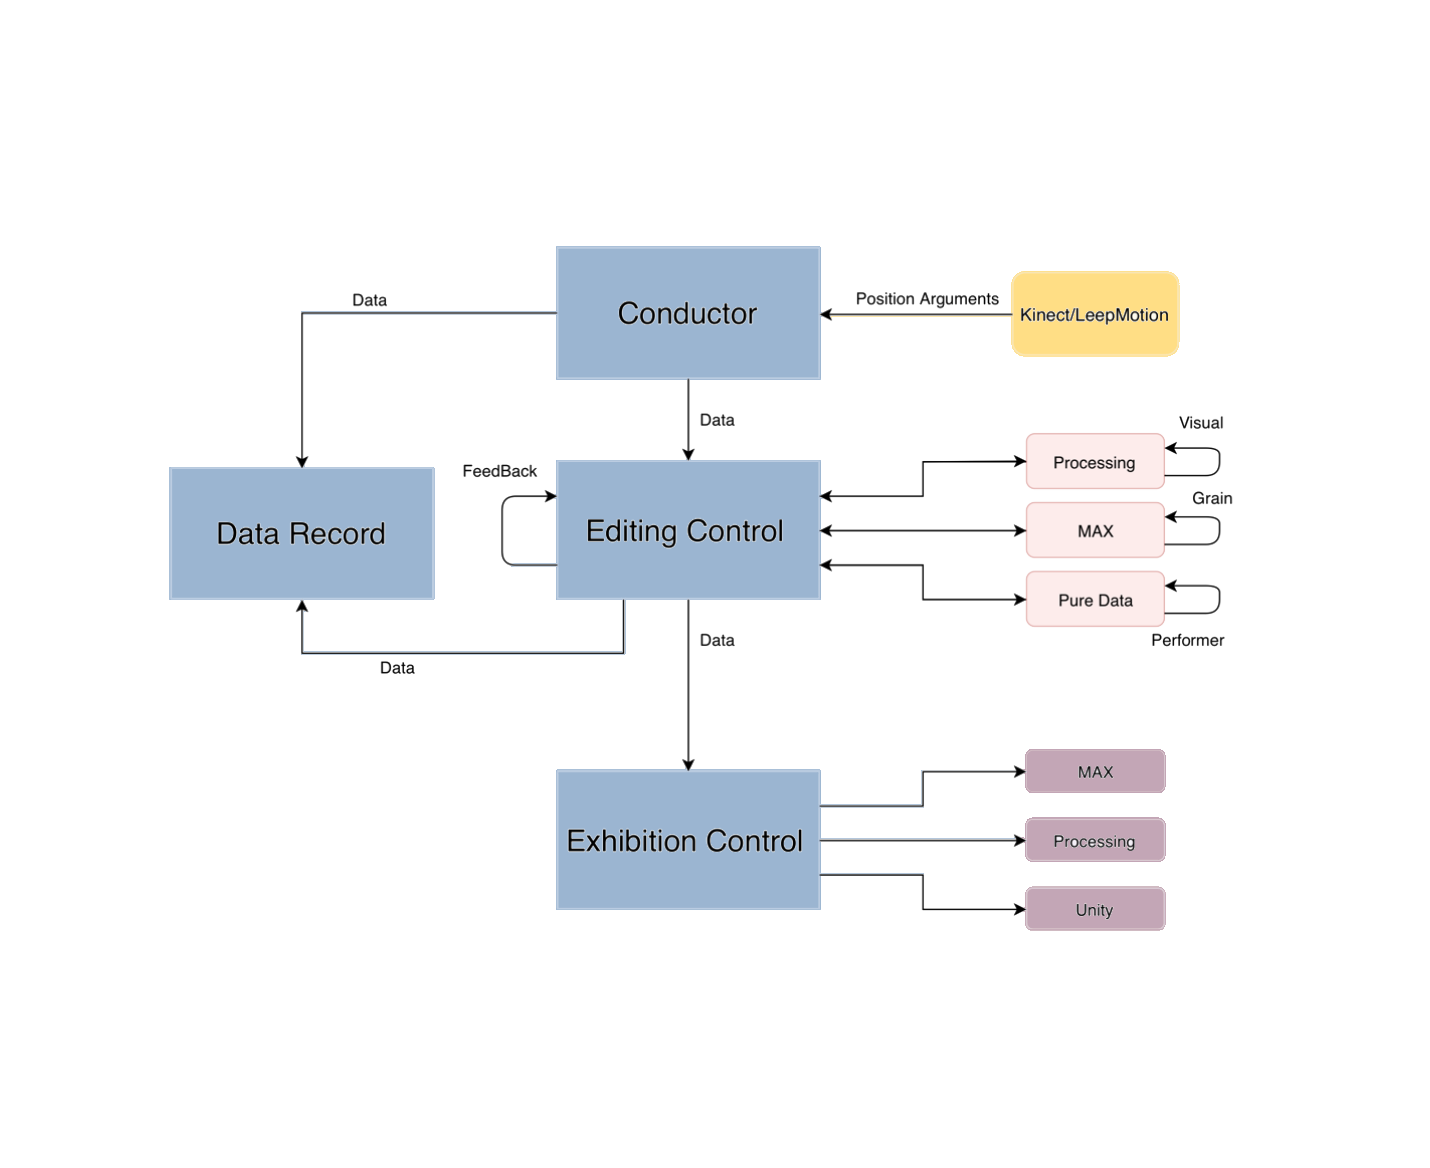 Conductor
Position Arguments
Kinect/LeepMotion
Data
Data
Visual
FeedBack
Processing
Grain
Data Record
Editing Control
MAX
Pure Data
Performer
Data
Data
MAX
Exhibition Control
Processing
Unity